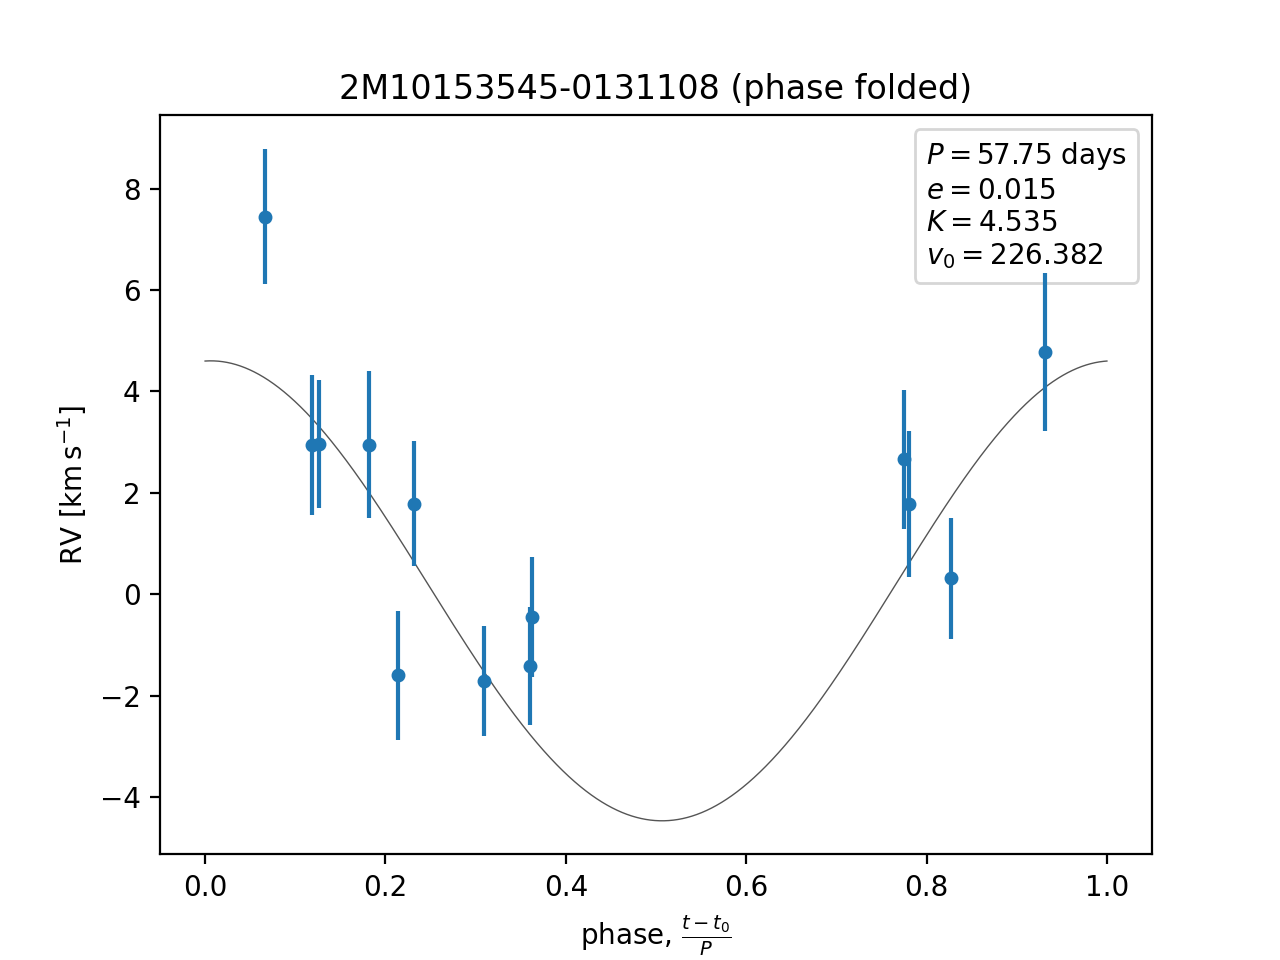 2M10153545-0131108 (phase folded)
P = 57.75 days
e = 0.015
K = 4.535
v₀ = 226.382
8
6
4
2
0
−2
−4
RV [km s⁻¹]
0.0 0.2 0.4 0.6 0.8 1.0
phase, (t − t₀)/P